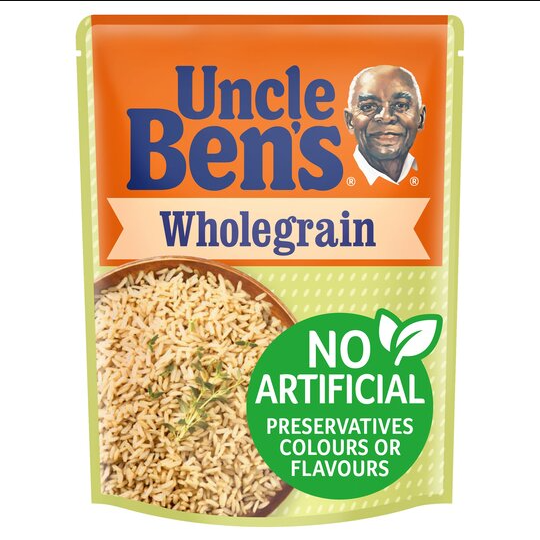 Uncle
Ben's
® ®
Wholegrain
NO
ARTIFICIAL
PRESERVATIVES
COLOURS OR
FLAVOURS